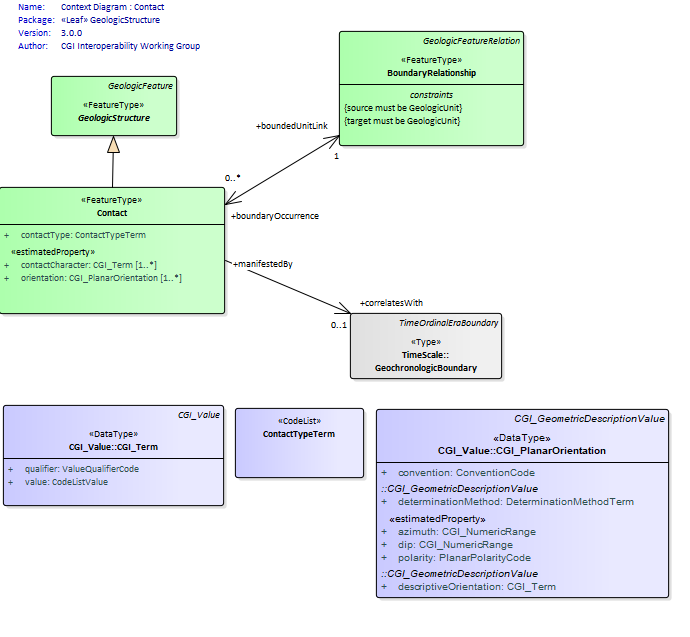 Name: Context Diagram : Contact
Package: «Leaf» GeologicStructure
Version: 3.0.0
Author: CGI Interoperability Working Group
GeologicFeature
«FeatureType»
GeologicStructure
GeologicFeatureRelation
«FeatureType»
BoundaryRelationship
constraints
{source must be GeologicUnit}
{target must be GeologicUnit}
+boundedUnitLink
1
0..*
+boundaryOccurrence
«FeatureType»
Contact
+ contactType: ContactTypeTerm
«estimatedProperty»
+ contactCharacter: CGI_Term [1..*]
+ orientation: CGI_PlanarOrientation [1..*]
+manifestedBy
+correlatesWith
0..1
TimeOrdinalEraBoundary
«Type»
TimeScale::
GeochronologicBoundary
CGI_Value
«DataType»
CGI_Value::CGI_Term
+ qualifier: ValueQualifierCode
+ value: CodeListValue
«CodeList»
ContactTypeTerm
CGI_GeometricDescriptionValue
«DataType»
CGI_Value::CGI_PlanarOrientation
+ convention: ConventionCode
::CGI_GeometricDescriptionValue
+ determinationMethod: DeterminationMethodTerm
«estimatedProperty»
+ azimuth: CGI_NumericRange
+ dip: CGI_NumericRange
+ polarity: PlanarPolarityCode
::CGI_GeometricDescriptionValue
+ descriptiveOrientation: CGI_Term